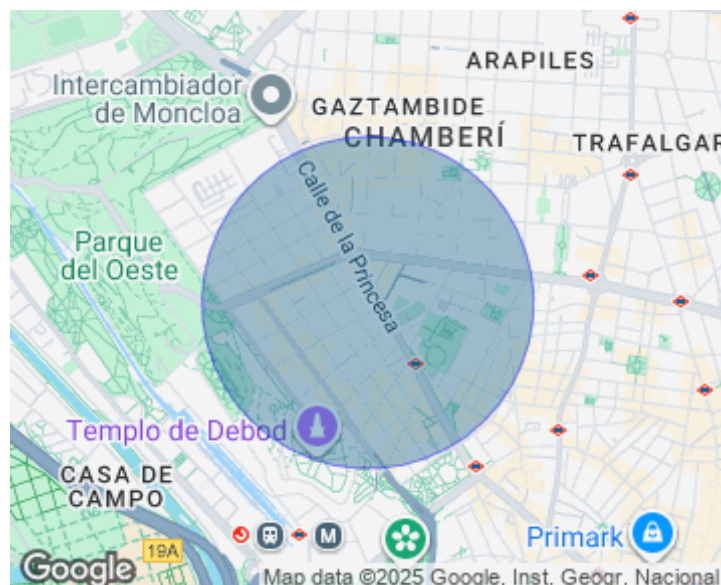 ARAPILES
Intercambiador
de Moncloa
GAZTAMBIDE
CHAMBERÍ
TRAFALGAR
Calle de la Princesa
Parque
del Oeste
Templo de Debod
CASA DE
CAMPO
19A
M
Primark
Google
Map data ©2025 Google, Inst. Geogr. Nacional